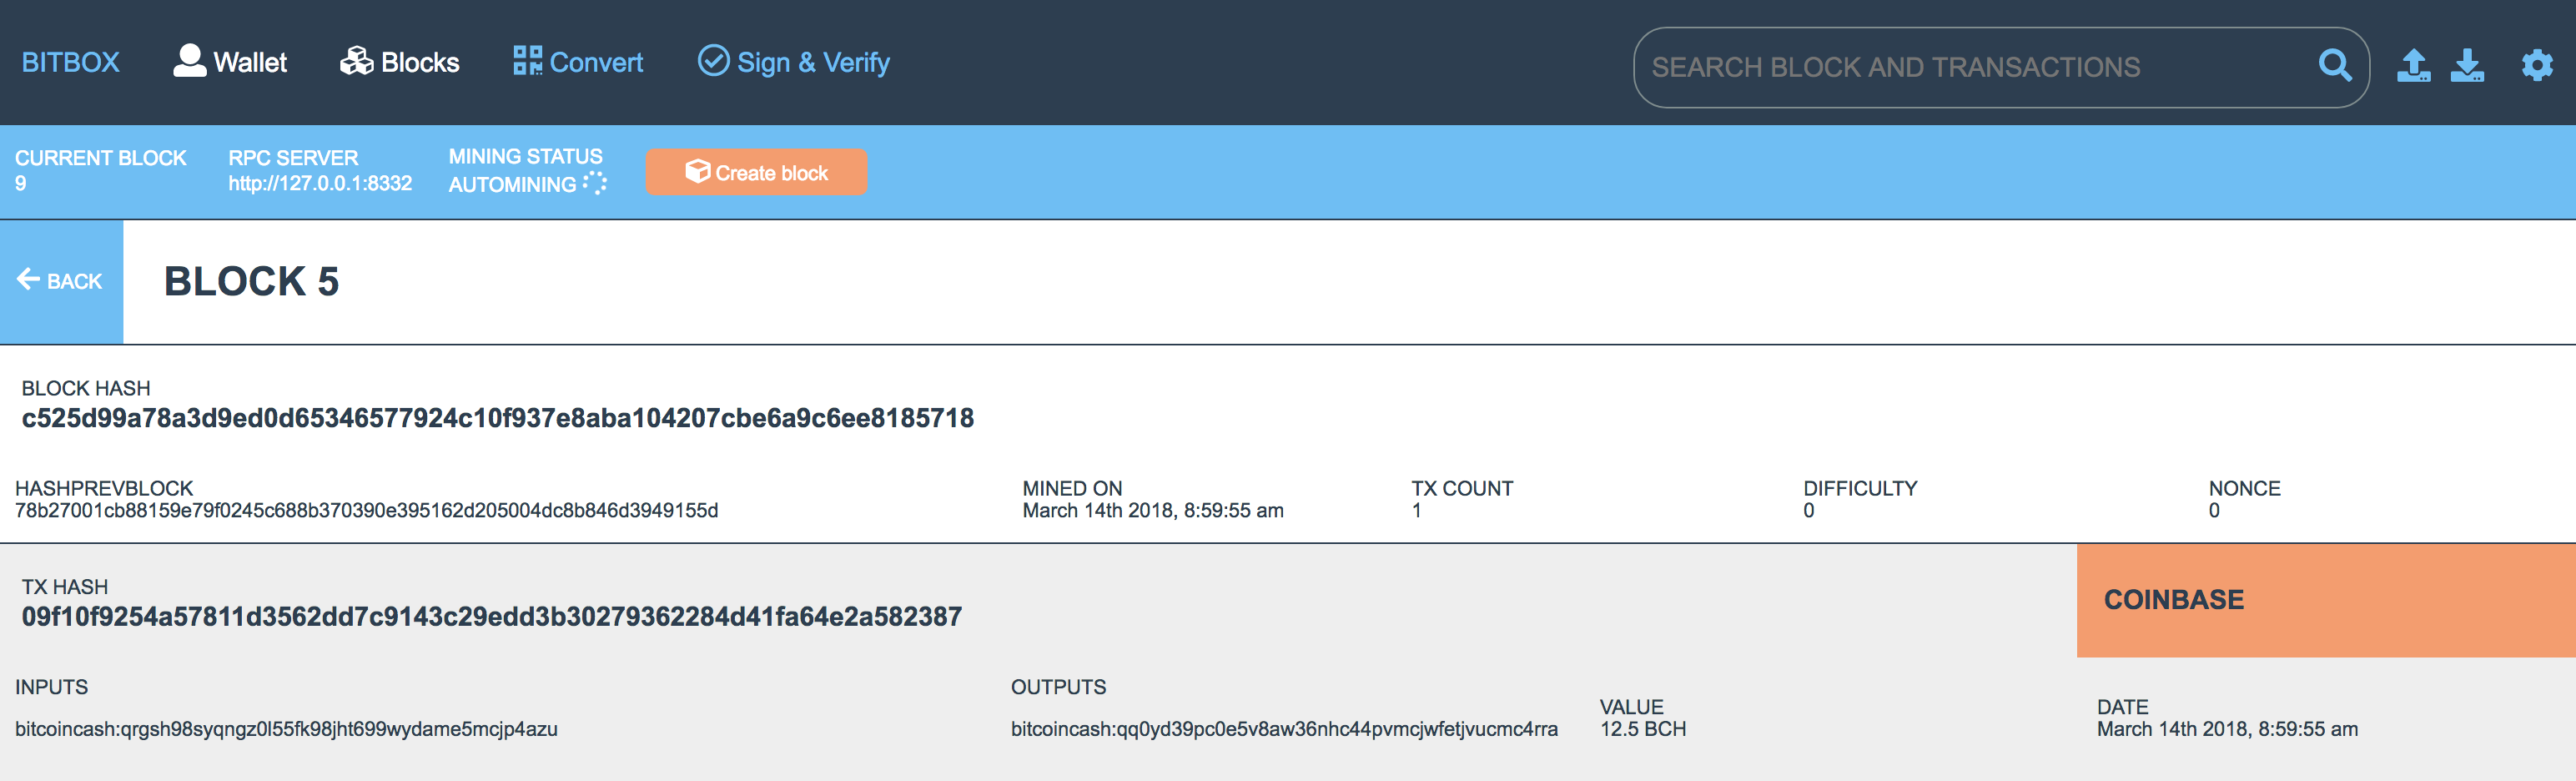 BITBOX Wallet Blocks Convert Sign & Verify SEARCH BLOCK AND TRANSACTIONS
CURRENT BLOCK RPC SERVER MINING STATUS
9 http://127.0.0.1:8332 AUTOMINING Create block
BACK BLOCK 5
BLOCK HASH
c525d99a78a3d9ed0d65346577924c10f937e8aba104207cbe6a9c6ee8185718
HASHPREVBLOCK MINED ON TX COUNT DIFFICULTY NONCE
78b27001cb88159e79f0245c688b370390e395162d205004dc8b846d3949155d March 14th 2018, 8:59:55 am 1 0 0
TX HASH
09f10f9254a57811d3562dd7c9143c29edd3b30279362284d41fa64e2a582387
COINBASE
INPUTS OUTPUTS VALUE DATE
bitcoincash:qrgsh98syqngz0l55fk98jht699wydame5mcjp4azu bitcoincash:qq0yd39pc0e5v8aw36nhc44pvmcjwfetjvucmc4rra 12.5 BCH March 14th 2018, 8:59:55 am